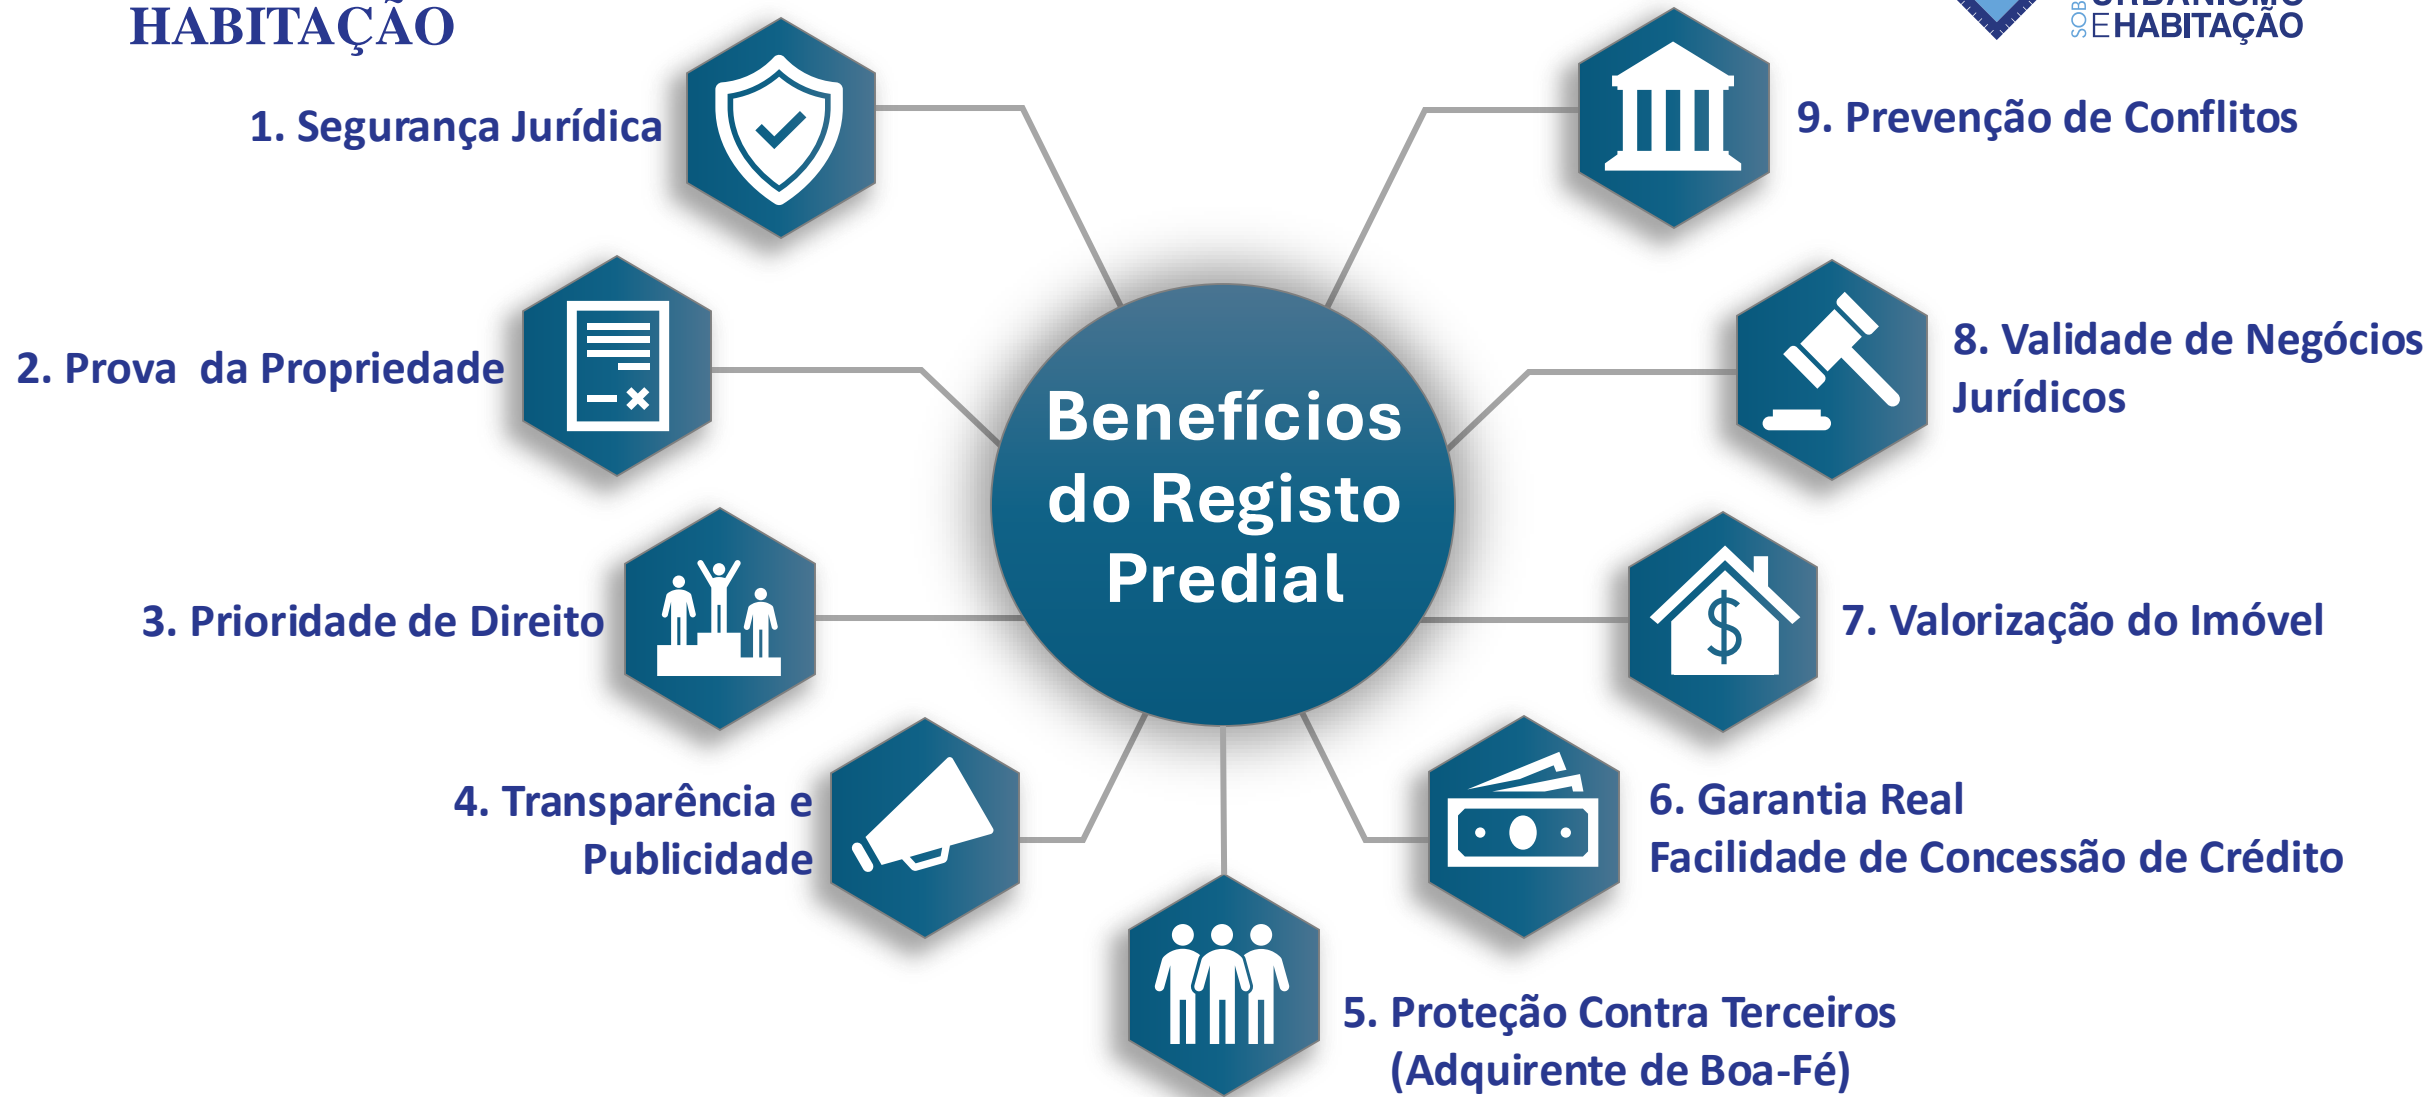 HABITAÇÃO
URBANISMO
E HABITAÇÃO
1. Segurança Jurídica
2. Prova da Propriedade
3. Prioridade de Direito
4. Transparência e
Publicidade
5. Proteção Contra Terceiros
(Adquirente de Boa-Fé)
6. Garantia Real
Facilidade de Concessão de Crédito
7. Valorização do Imóvel
8. Validade de Negócios
Jurídicos
9. Prevenção de Conflitos
Benefícios
do Registo
Predial